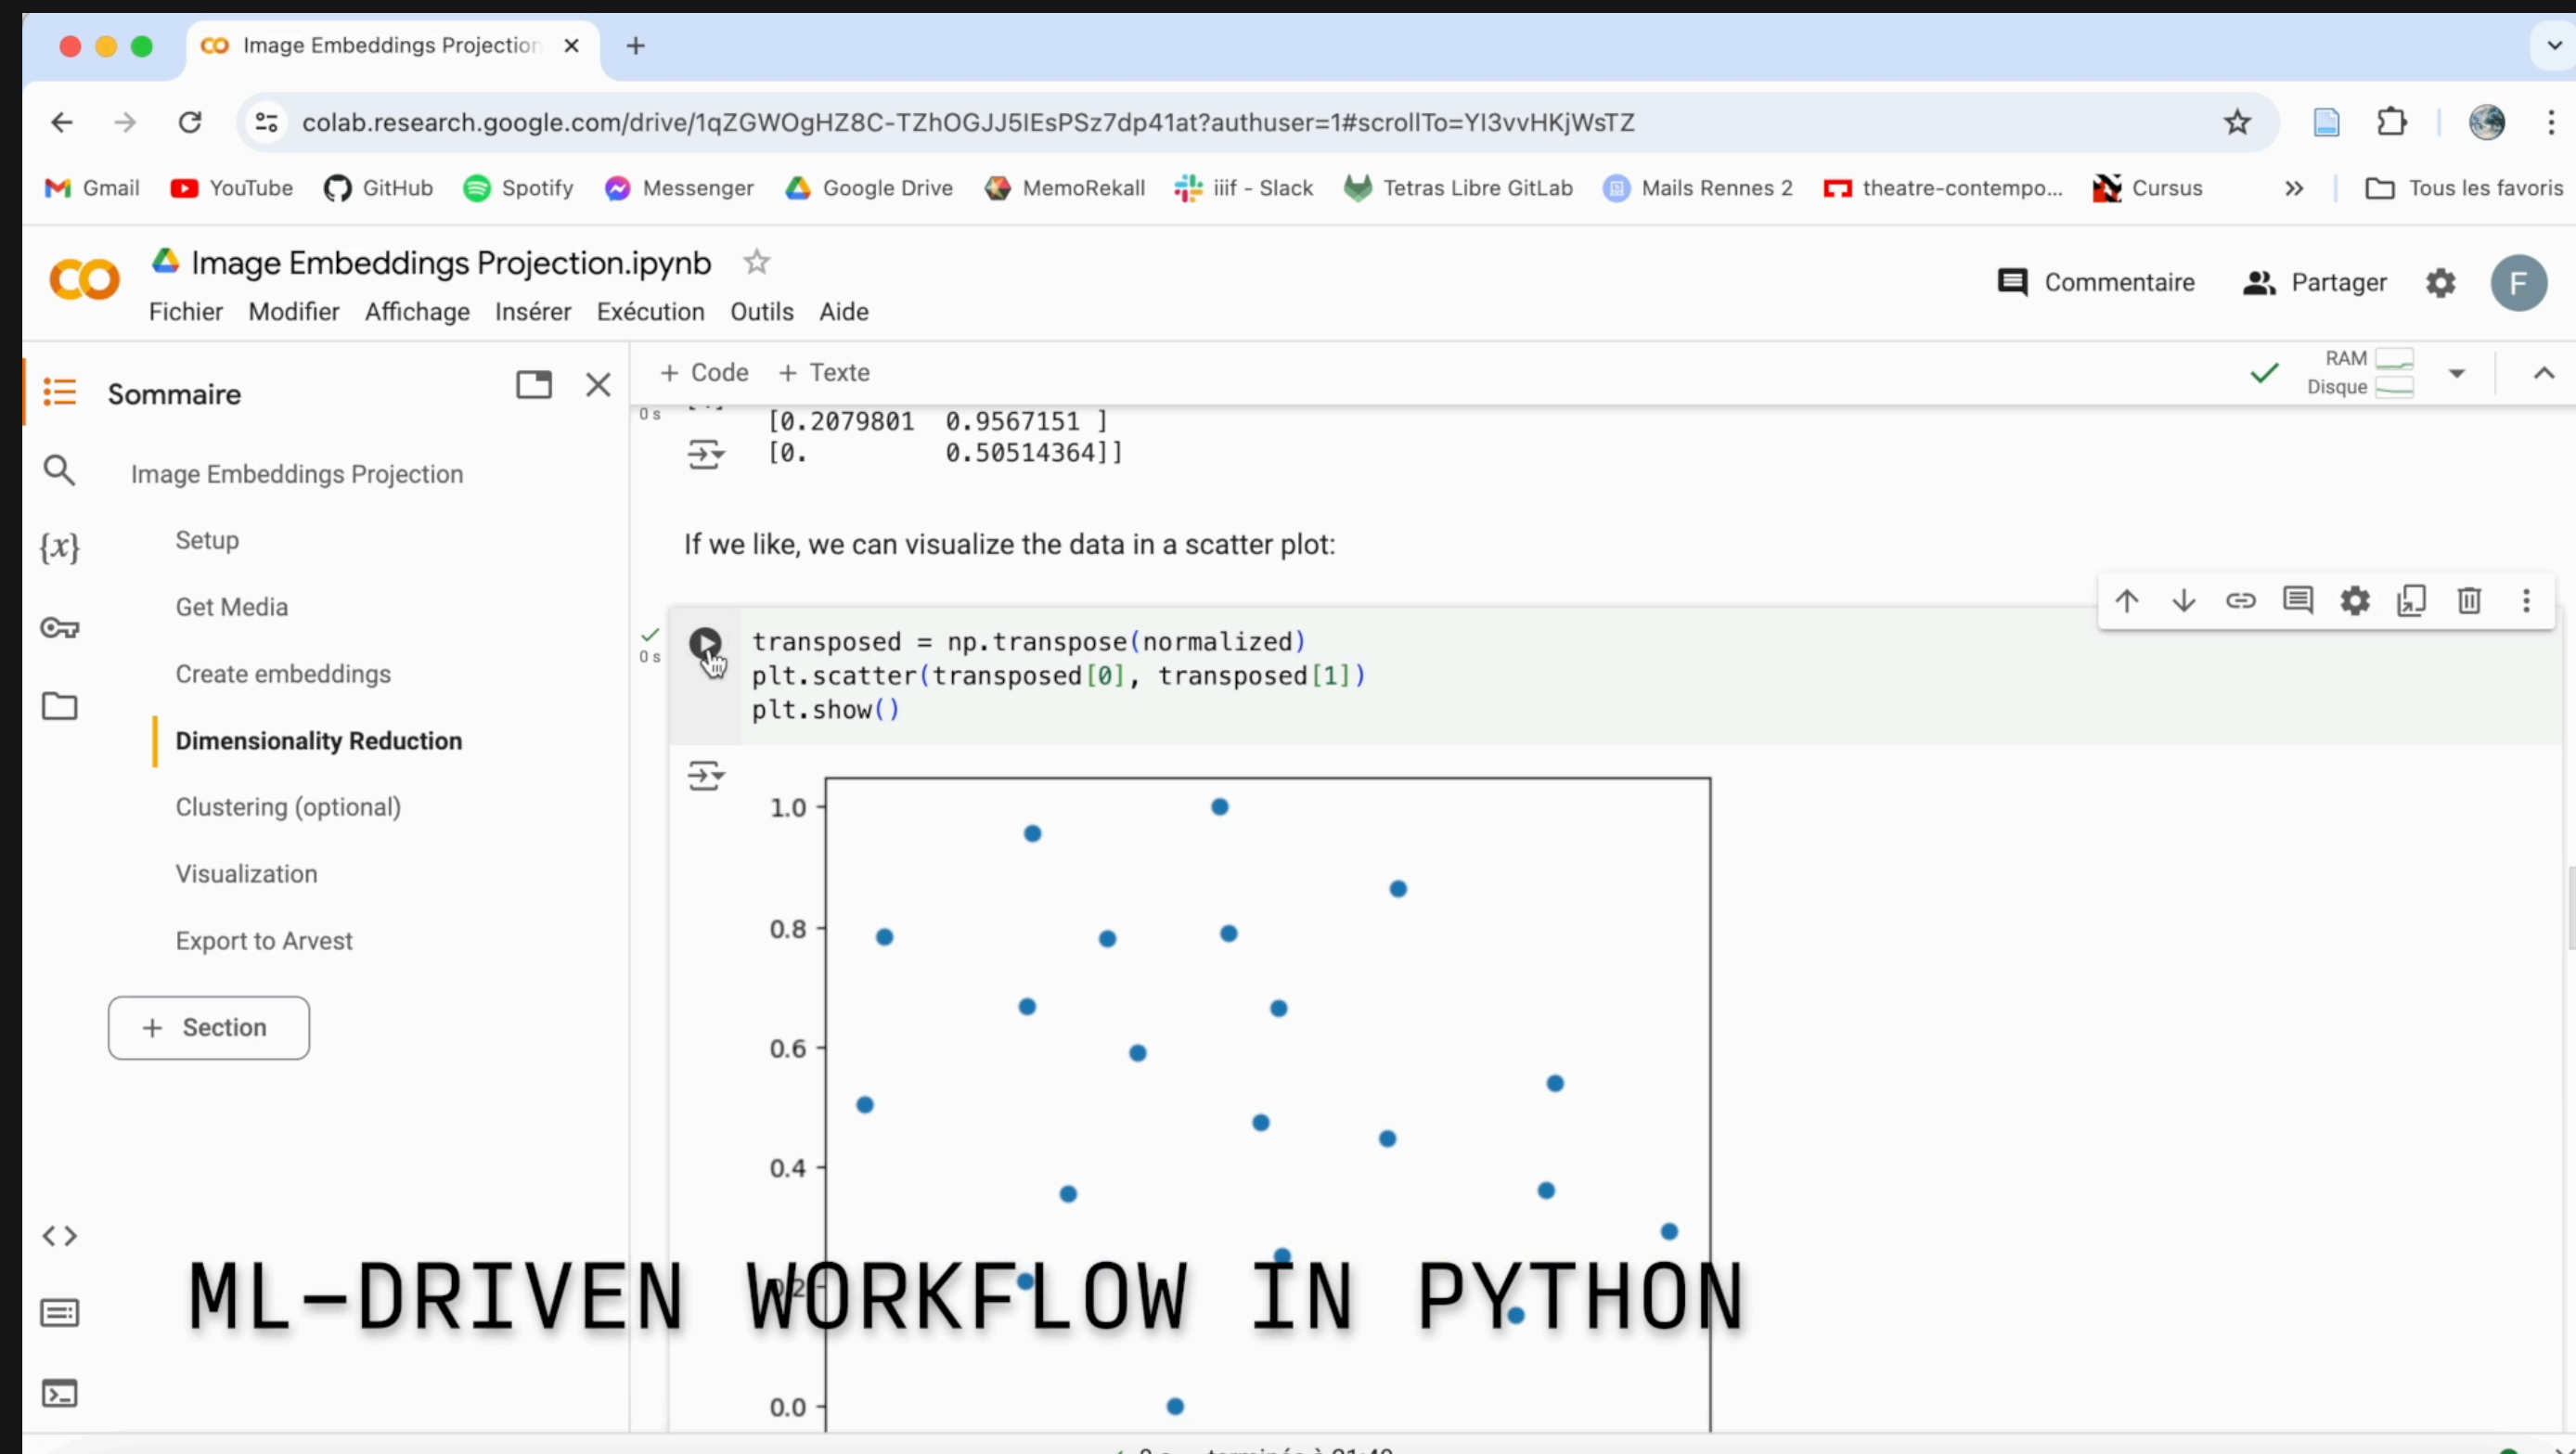 Image Embeddings Projection
colab.research.google.com/drive/1qZGWOgHZ8C-TZhOGJJ5IEsPSz7dp41at?authuser=1#scrollTo=YI3vvHKjWsTZ
Gmail YouTube GitHub Spotify Messenger Google Drive MemoRekall iiif - Slack Tetras Libre GitLab Mails Rennes 2 theatre-contempo... Cursus Tous les favoris
Image Embeddings Projection.ipynb
Fichier Modifier Affichage Insérer Exécution Outils Aide
Commentaire Partager F
Sommaire
Image Embeddings Projection
Setup
Get Media
Create embeddings
Dimensionality Reduction
Clustering (optional)
Visualization
Export to Arvest
+ Section
+ Code + Texte
RAM
Disque
0 s
[0.2079801 0.9567151 ]
[0. 0.50514364]]
If we like, we can visualize the data in a scatter plot:
0 s
transposed = np.transpose(normalized)
plt.scatter(transposed[0], transposed[1])
plt.show()
1.0
0.8
0.6
0.4
0.0
ML-DRIVEN WORKFLOW IN PYTHON